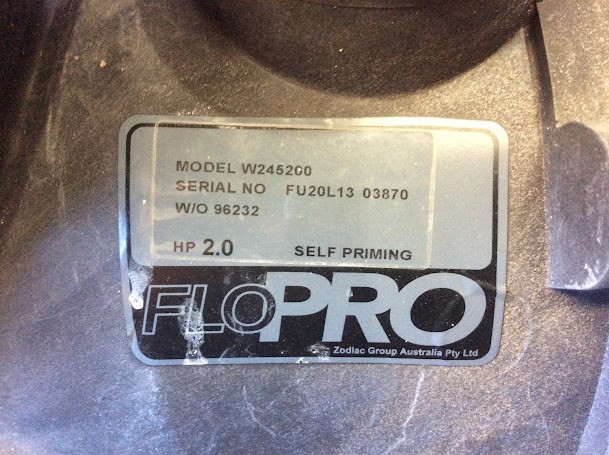 MODEL W245200
SERIAL NO FU20L13 03870
W/O 96232
HP 2.0 SELF PRIMING
FLOPRO
Zodiac Group Australia Pty Ltd